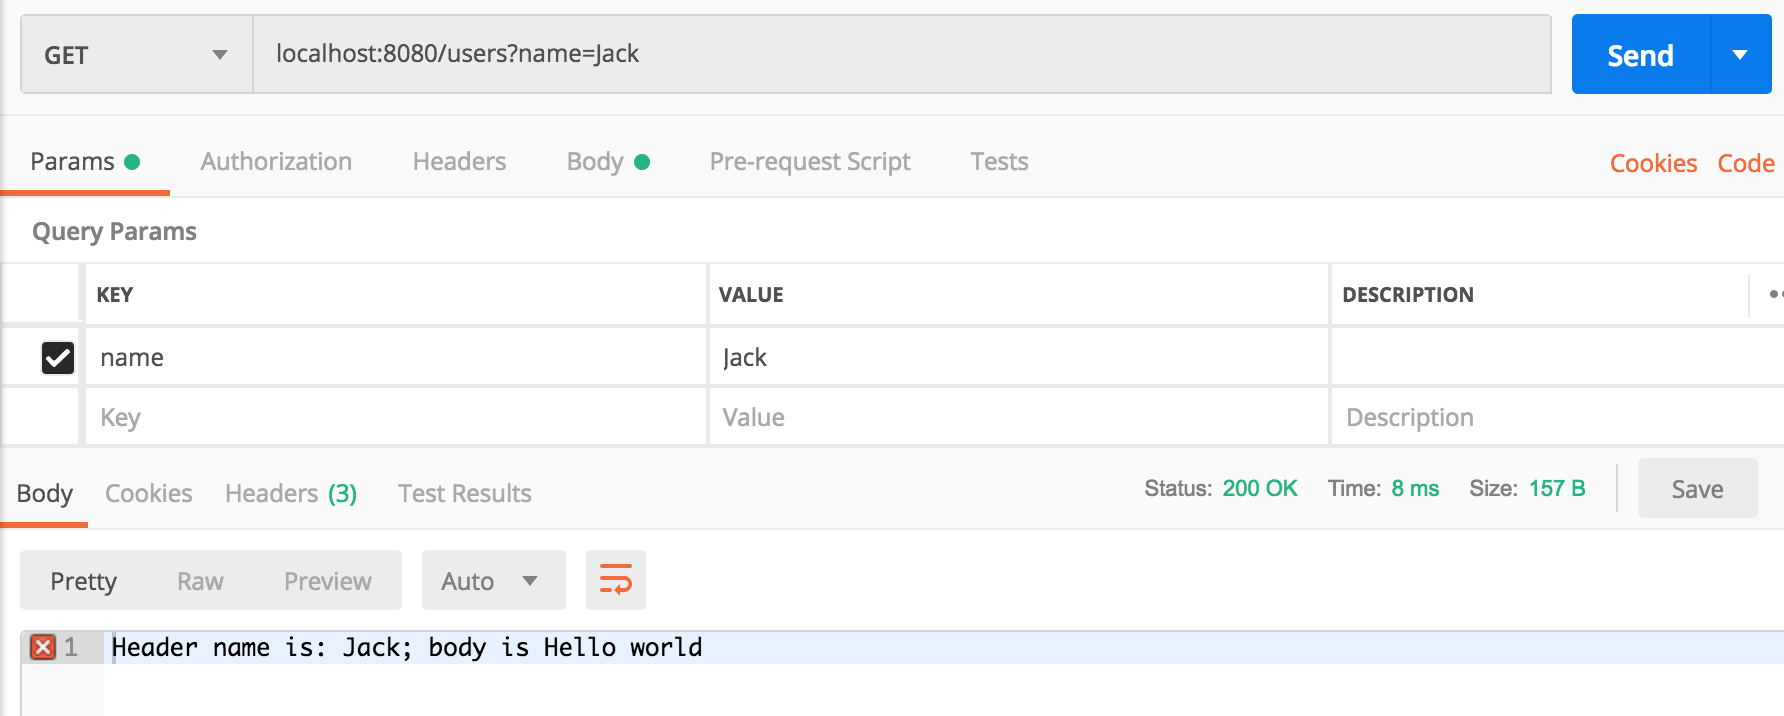 GET localhost:8080/users?name=Jack Send
Params Authorization Headers Body Pre-request Script Tests Cookies Code
Query Params
KEY VALUE DESCRIPTION
name Jack
Key Value Description
Body Cookies Headers (3) Test Results Status: 200 OK Time: 8 ms Size: 157 B Save
Pretty Raw Preview Auto
1 Header name is: Jack; body is Hello world